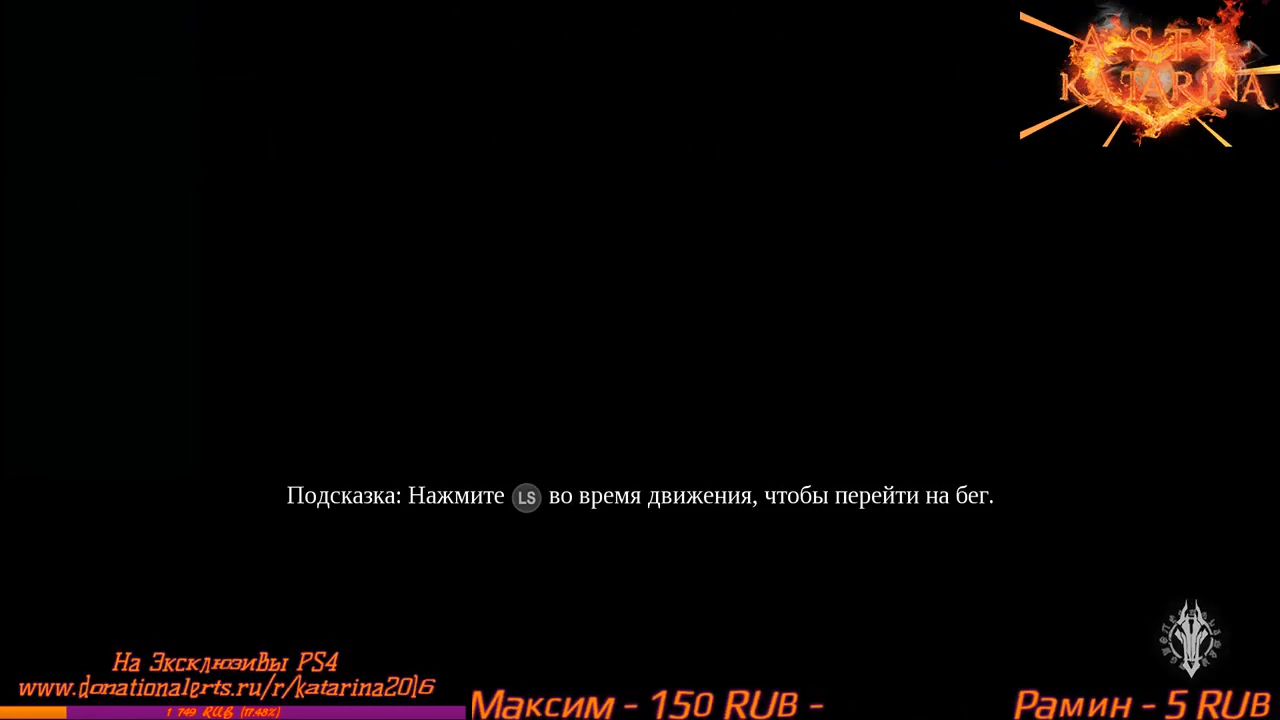 ASTI
KATARINA
Подсказка: Нажмите LS во время движения, чтобы перейти на бег.
На Эксклюзивы PS4
www.donationalerts.ru/r/katarina2016
1 749 RUB (17.48%)
Максим - 150 RUB -
Рамин - 5 RUB